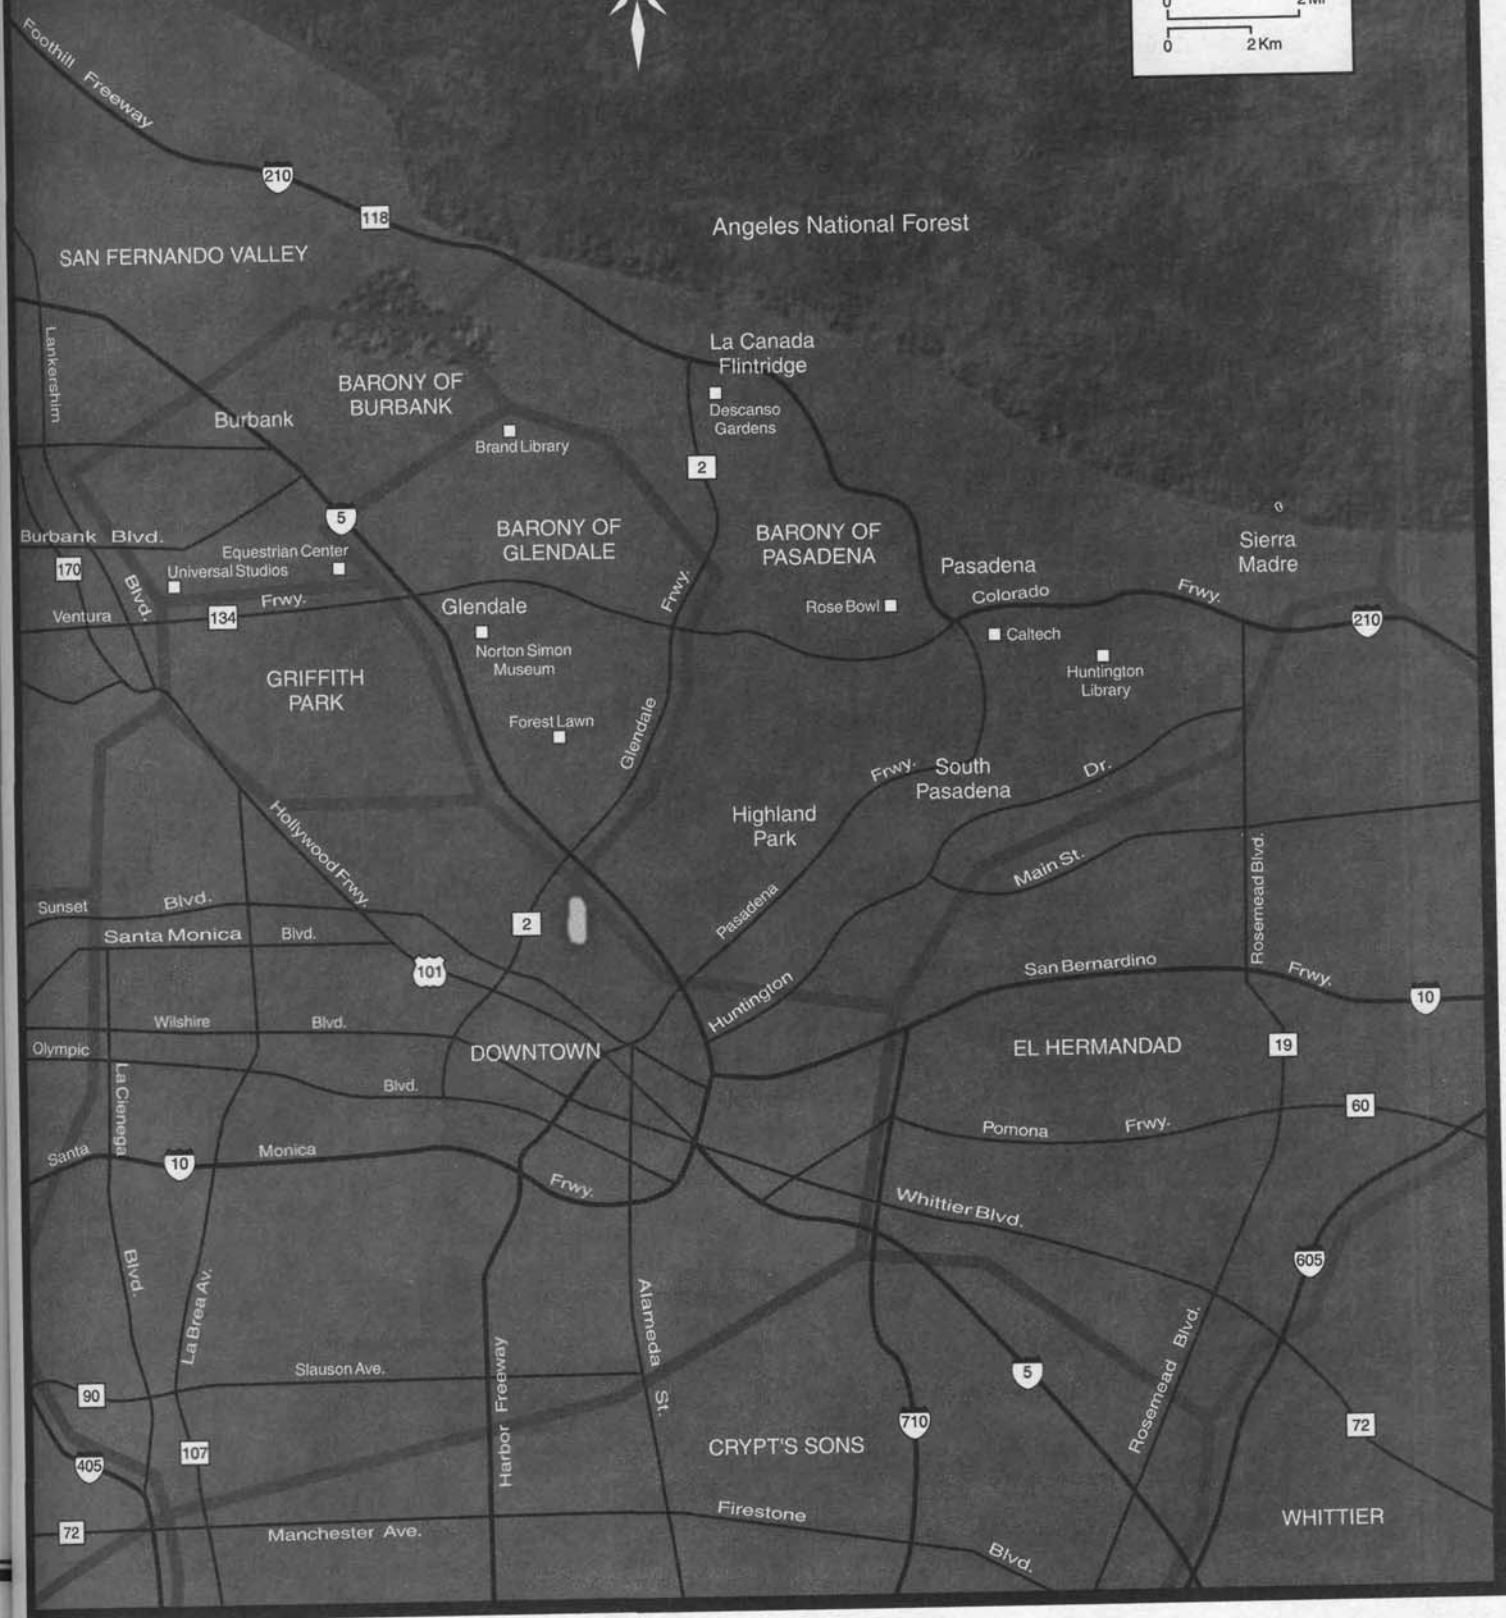 0
2 Mi
0
2 Km
Foothill Freeway
210
118
Angeles National Forest
SAN FERNANDO VALLEY
Lankershim
La Canada
Flintridge
BARONY OF
BURBANK
Descanso
Gardens
Burbank
Brand Library
2
5
BARONY OF
GLENDALE
BARONY OF
PASADENA
Burbank Blvd.
Equestrian Center
Universal Studios
170
Blvd.
Ventura
134
Frwy.
Glendale
Frwy.
Rose Bowl
Pasadena
Colorado
Frwy.
Sierra
Madre
210
Caltech
Norton Simon
Museum
Huntington
Library
GRIFFITH
PARK
Forest Lawn
Glendale
Frwy.
South
Pasadena
Dr.
Highland
Park
Hollywood Frwy.
Main St.
Rosemead Blvd.
Sunset
Blvd.
2
Pasadena
Santa Monica
Blvd.
101
San Bernardino
Frwy.
10
Huntington
Wilshire
Blvd.
Olympic
DOWNTOWN
EL HERMANDAD
19
La Cienega
Blvd.
60
Pomona
Frwy.
Santa
10
Monica
Frwy.
Whittier Blvd.
Blvd.
La Brea Av.
605
Alameda
St.
Slauson Ave.
Harbor Freeway
Rosemead Blvd.
90
5
710
72
107
405
CRYPT'S SONS
72
Manchester Ave.
Firestone
Blvd.
WHITTIER